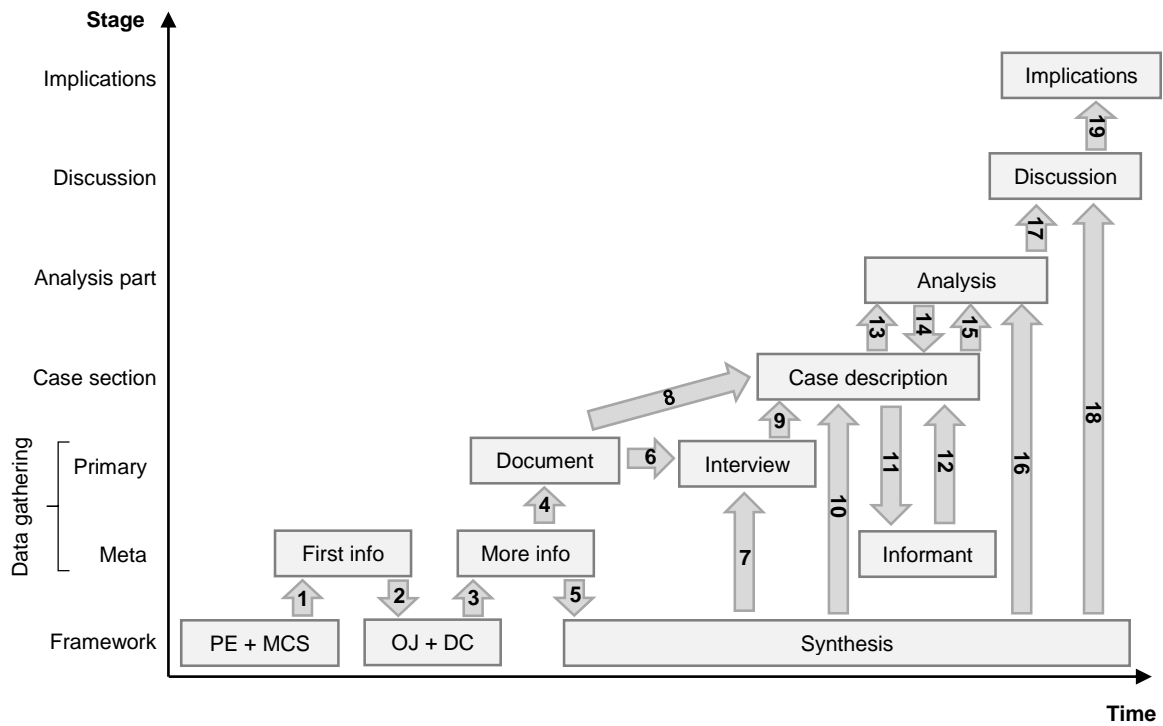 Stage
Implications
Implications
19
Discussion
Discussion
17
Analysis part
Analysis
13
14
15
Case section
Case description
8
9
18
Data gathering
Primary
Document
6
Interview
11
12
16
4
10
Meta
First info
More info
7
Informant
1
2
3
5
Framework
PE + MCS
OJ + DC
Synthesis
Time